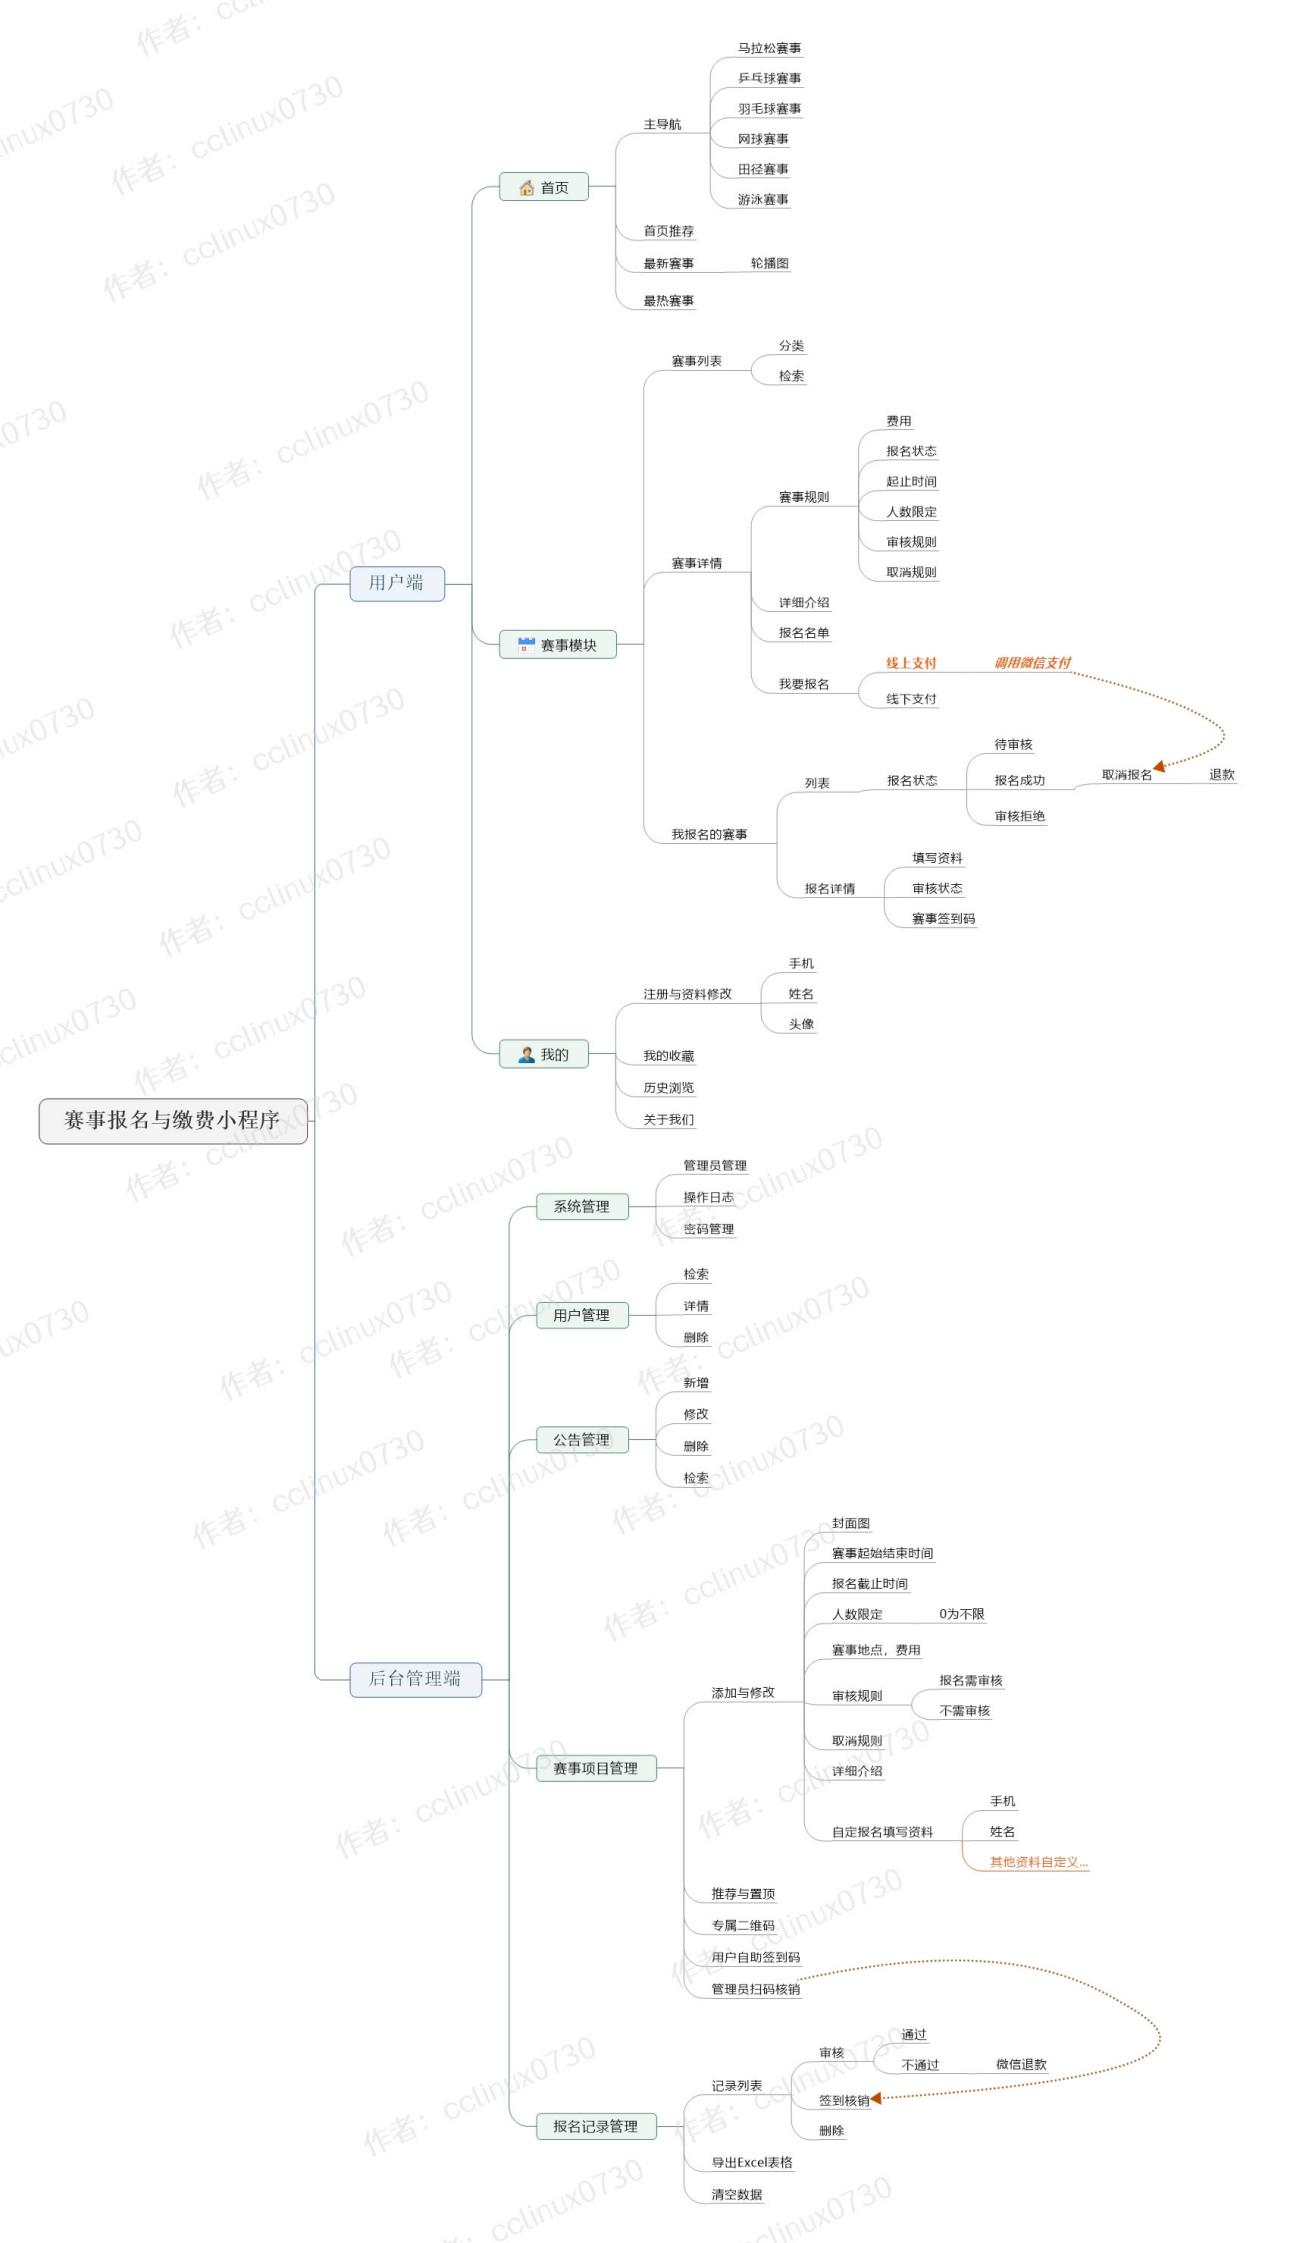 赛事报名与缴费小程序
用户端
首页
主导航
马拉松赛事
乒乓球赛事
羽毛球赛事
网球赛事
田径赛事
游泳赛事
首页推荐
最新赛事
轮播图
最热赛事
赛事模块
赛事列表
分类
检索
赛事详情
赛事规则
费用
报名状态
起止时间
人数限定
审核规则
取消规则
详细介绍
报名名单
我要报名
线上支付
调用微信支付
线下支付
我报名的赛事
列表
报名状态
待审核
报名成功
取消报名
退款
审核拒绝
报名详情
填写资料
审核状态
赛事签到码
我的
注册与资料修改
手机
姓名
头像
我的收藏
历史浏览
关于我们
后台管理端
系统管理
管理员管理
操作日志
密码管理
用户管理
检索
详情
删除
公告管理
新增
修改
删除
检索
赛事项目管理
添加与修改
封面图
赛事起始结束时间
报名截止时间
人数限定
0为不限
赛事地点，费用
审核规则
报名需审核
不需审核
取消规则
详细介绍
自定报名填写资料
手机
姓名
其他资料自定义...
推荐与置顶
专属二维码
用户自助签到码
管理员扫码核销
报名记录管理
记录列表
审核
通过
不通过
微信退款
签到核销
删除
导出Excel表格
清空数据
作者：cclinux0730